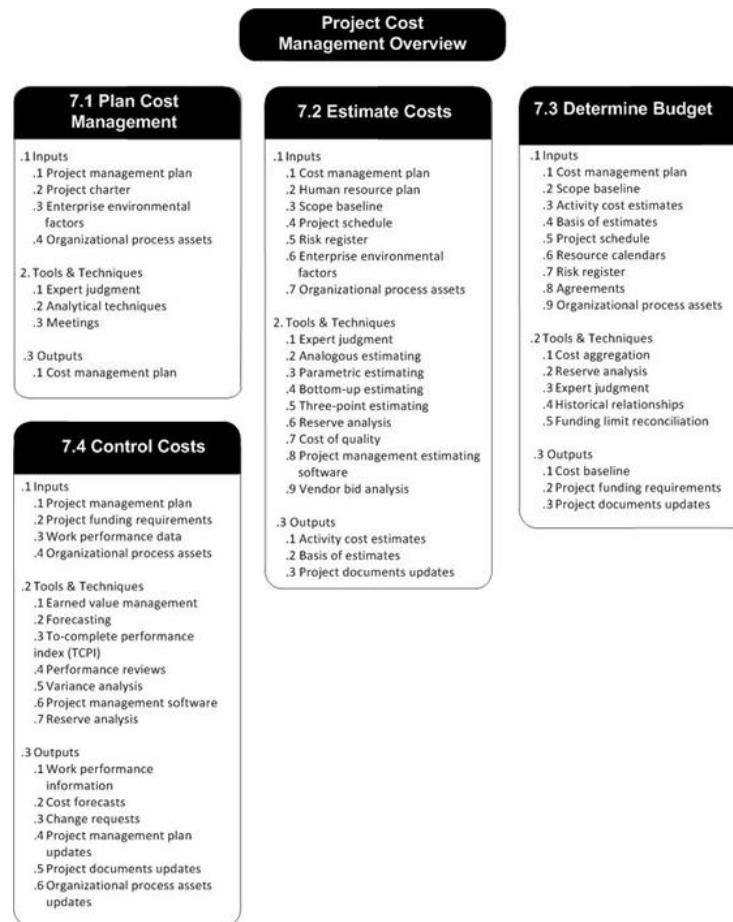 Project Cost
Management Overview
7.1 Plan Cost
Management
.1 Inputs
.1 Project management plan
.2 Project charter
.3 Enterprise environmental
factors
.4 Organizational process assets
2. Tools & Techniques
.1 Expert judgment
.2 Analytical techniques
.3 Meetings
.3 Outputs
.1 Cost management plan
7.2 Estimate Costs
.1 Inputs
.1 Cost management plan
.2 Human resource plan
.3 Scope baseline
.4 Project schedule
.5 Risk register
.6 Enterprise environmental
factors
.7 Organizational process assets
2. Tools & Techniques
.1 Expert judgment
.2 Analogous estimating
.3 Parametric estimating
.4 Bottom-up estimating
.5 Three-point estimating
.6 Reserve analysis
.7 Cost of quality
.8 Project management estimating
software
.9 Vendor bid analysis
.3 Outputs
.1 Activity cost estimates
.2 Basis of estimates
.3 Project documents updates
7.3 Determine Budget
.1 Inputs
.1 Cost management plan
.2 Scope baseline
.3 Activity cost estimates
.4 Basis of estimates
.5 Project schedule
.6 Resource calendars
.7 Risk register
.8 Agreements
.9 Organizational process assets
.2 Tools & Techniques
.1 Cost aggregation
.2 Reserve analysis
.3 Expert judgment
.4 Historical relationships
.5 Funding limit reconciliation
.3 Outputs
.1 Cost baseline
.2 Project funding requirements
.3 Project documents updates
7.4 Control Costs
.1 Inputs
.1 Project management plan
.2 Project funding requirements
.3 Work performance data
.4 Organizational process assets
.2 Tools & Techniques
.1 Earned value management
.2 Forecasting
.3 To-complete performance
index (TCPI)
.4 Performance reviews
.5 Variance analysis
.6 Project management software
.7 Reserve analysis
.3 Outputs
.1 Work performance
information
.2 Cost forecasts
.3 Change requests
.4 Project management plan
updates
.5 Project documents updates
.6 Organizational process assets
updates